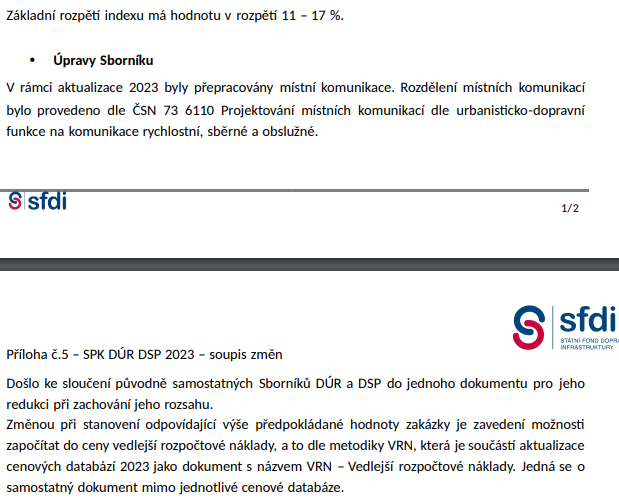 Základní rozpětí indexu má hodnotu v rozpětí 11 – 17 %.
• Úpravy Sborníku
V rámci aktualizace 2023 byly přepracovány místní komunikace. Rozdělení místních komunikací
bylo provedeno dle ČSN 73 6110 Projektování místních komunikací dle urbanisticko-dopravní
funkce na komunikace rychlostní, sběrné a obslužné.
sfdi
1/2
sfdi
STÁTNÍ FOND DOPRA
INFRASTRUKTURY
Příloha č.5 – SPK DÚR DSP 2023 – soupis změn
Došlo ke sloučení původně samostatných Sborníků DÚR a DSP do jednoho dokumentu pro jeho
redukci při zachování jeho rozsahu.
Změnou při stanovení odpovídající výše předpokládané hodnoty zakázky je zavedení možnosti
započítat do ceny vedlejší rozpočtové náklady, a to dle metodiky VRN, která je součástí aktualizace
cenových databází 2023 jako dokument s názvem VRN – Vedlejší rozpočtové náklady. Jedná se o
samostatný dokument mimo jednotlivé cenové databáze.